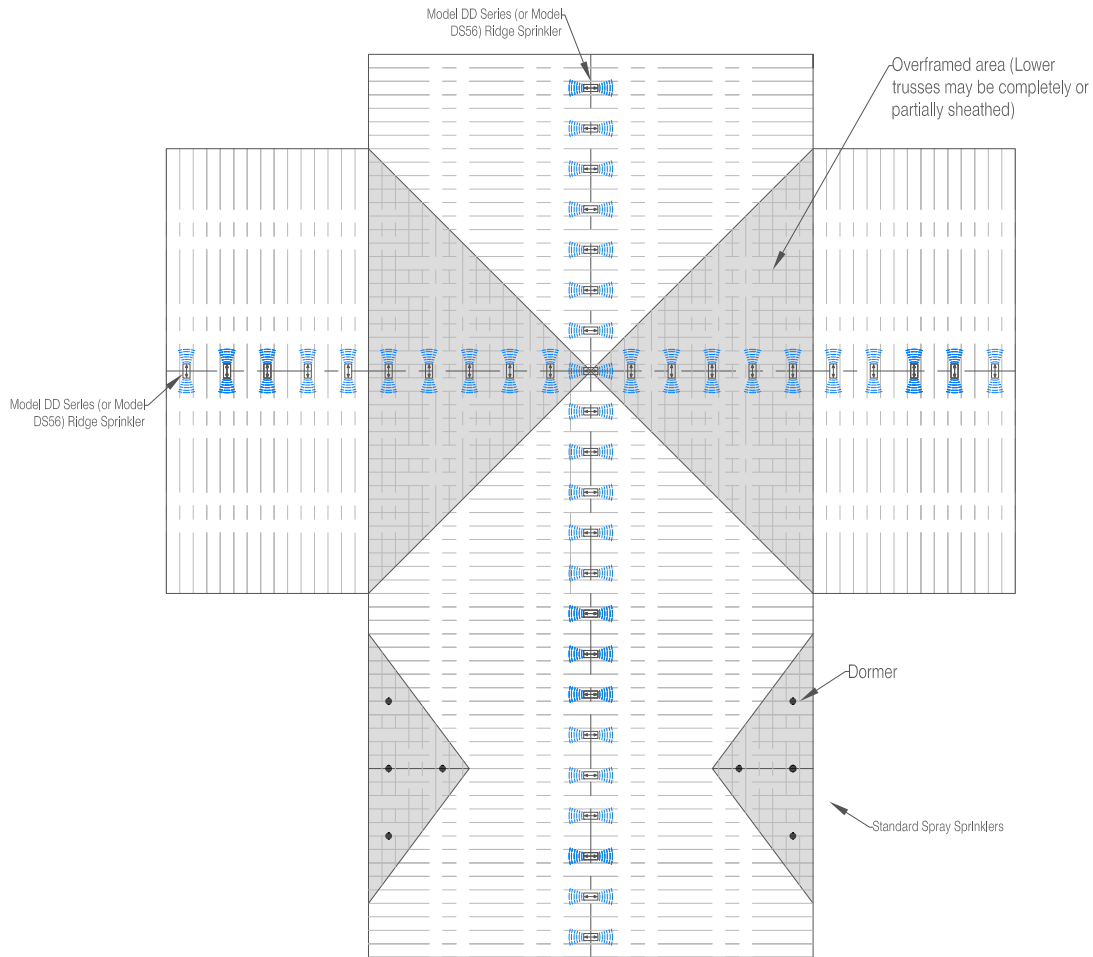 Model DD Series (or Model
DS56) Ridge Sprinkler
Overframed area (Lower
trusses may be completely or
partially sheathed)
Model DD Series (or Model
DS56) Ridge Sprinkler
Dormer
Standard Spray Sprinklers